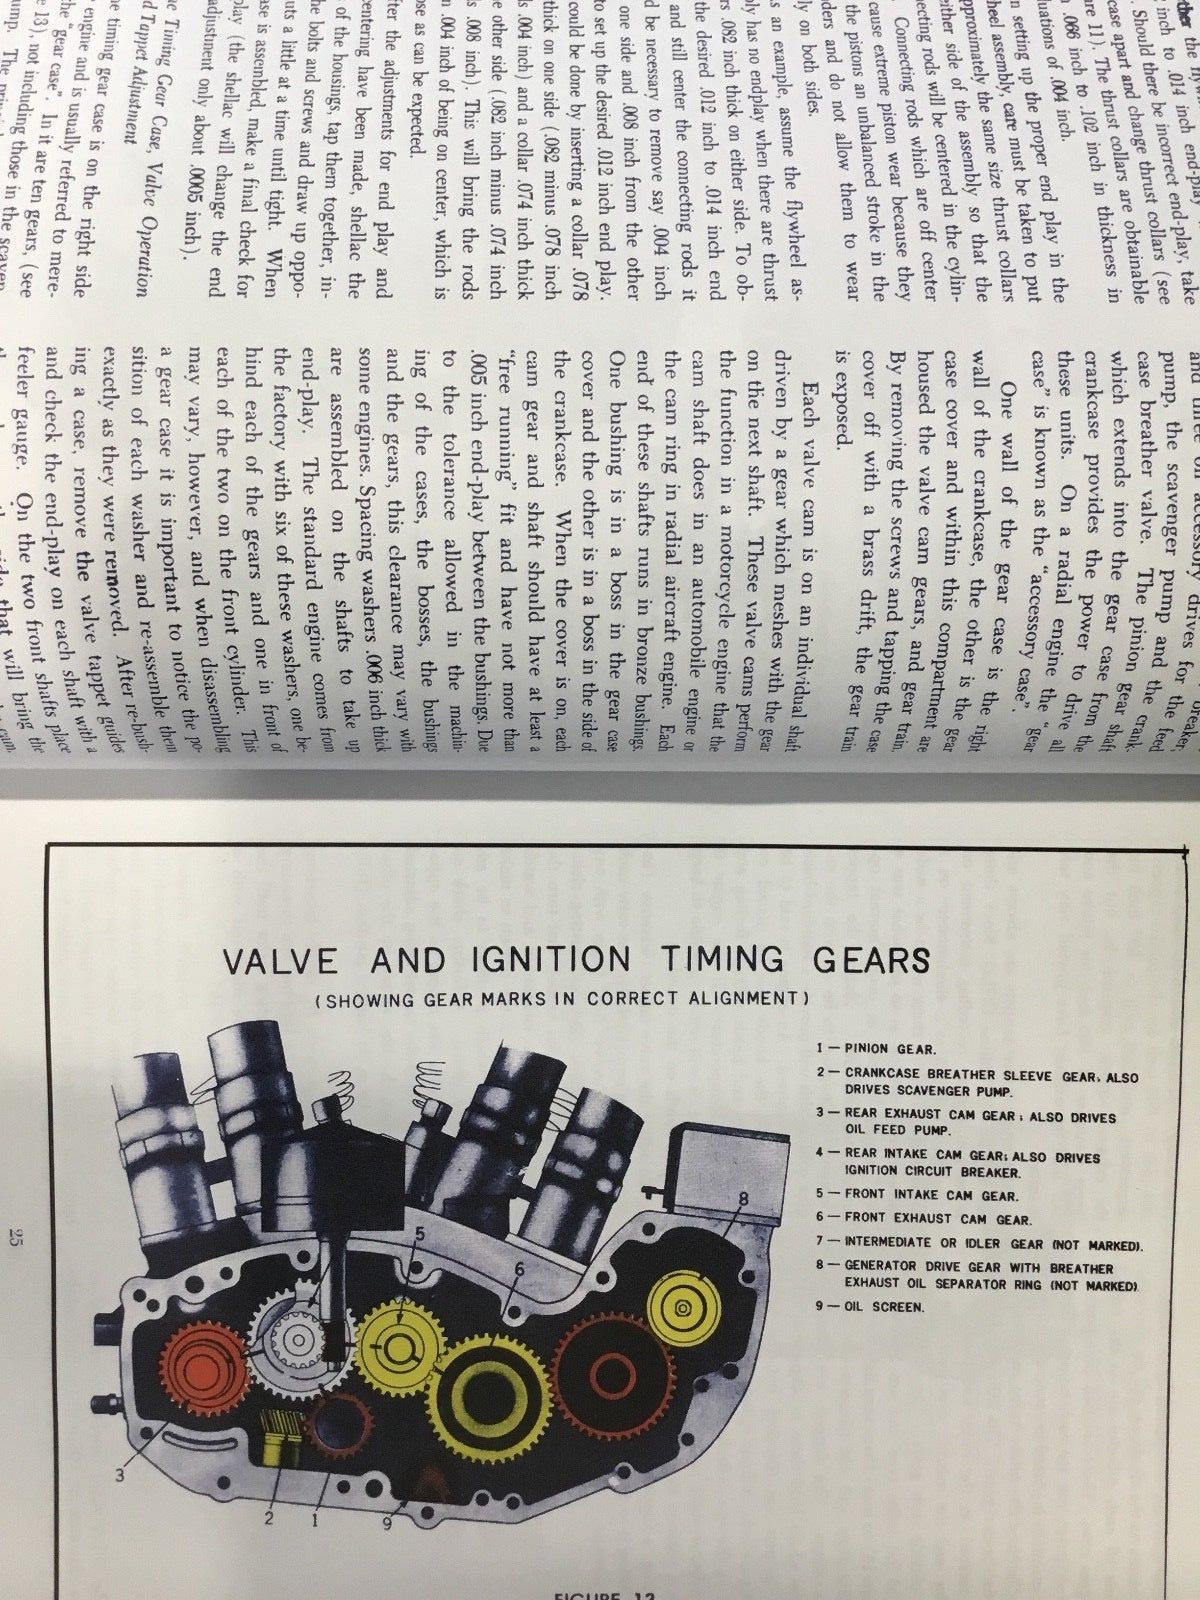 inch to .014 inch end-play
Should there be incorrect end-play, take
case apart and change thrust collars (see
11). The thrust collars are obtainable
.066 inch to .102 inch in thickness in
of .004 inch.
setting up the proper end play in the
assembly, care must be taken to put
approximately the same size thrust collars
either side of the assembly so that the
rods will be centered in the cylin-
Connecting rods which are off center
cause extreme piston wear because they
the pistons an unbalanced stroke in the
and do not allow them to wear
on both sides.
as an example, assume the flywheel as-
has no endplay when there are thrust
.082 inch thick on either side. To ob-
the desired .012 inch to .014 inch end
and still center the connecting rods it
be necessary to remove say .004 inch
one side and .008 inch from the other
to set up the desired .012 inch end play.
could be done by inserting a collar .078
thick on one side (.082 minus .078 inch
.004 inch) and a collar .074 inch thick
other side (.082 inch minus .074 inch
.008 inch). This will bring the rods
.004 inch of being on center, which is
as can be expected.
after the adjustments for end play and
centering have been made, shellac the
of the housings, tap them together, in-
the bolts and screws and draw up oppo-
nuts a little at a time until tight. When
case is assembled, make a final check for
play (the shellac will change the end
adjustment only about .0005 inch).
Timing Gear Case, Valve Operation
Tappet Adjustment
timing gear case is on the right side
engine and is usually referred to mere-
the "gear case". In it are ten gears, (see
13), not including those in the scaven-
pump. The
on accessory drives for the breaker,
pump, the scavenger pump and the feed
case breather valve. The pinion gear shaft
which extends into the gear case from the
crankcase provides the power to drive all
these units. On a radial engine the "gear
case" is known as the "accessory case".
One wall of the gear case is the right
wall of the crankcase, the other is the gear
case cover and within this compartment are
housed the valve cam gears, and gear train.
By removing the screws and tapping the case
cover off with a brass drift, the gear train
is exposed.
Each valve cam is on an individual shaft
driven by a gear which meshes with the gear
on the next shaft. These valve cams perform
the function in a motorcycle engine that the
cam shaft does in an automobile engine or
the cam ring in radial aircraft engine. Each
end of these shafts runs in bronze bushings.
One bushing is in a boss in the gear case
cover and the other is in a boss in the side of
the crankcase. When the cover is on, each
cam gear and shaft should have at least a
"free running" fit and have not more than
.005 inch end-play between the bushings. Due
to the tolerance allowed in the machin-
ing of the cases, the bosses, the bushings
and the gears, this clearance may vary with
some engines. Spacing washers .006 inch thick
are assembled on the shafts to take up
end-play. The standard engine comes from
the factory with six of these washers, one be-
hind each of the gears and one in front of
each of the two on the front cylinder. This
may vary, however, and when disassembling
a gear case it is important to notice the po-
sition of each washer and re-assemble them
exactly as they were removed. After re-bush-
ing a case, remove the valve tappet guides
and check the end-play on each shaft with a
feeler gauge. On the two front shafts place
that will bring the
25
VALVE AND IGNITION TIMING GEARS
(SHOWING GEAR MARKS IN CORRECT ALIGNMENT)
1 — PINION GEAR.
2 — CRANKCASE BREATHER SLEEVE GEAR; ALSO
DRIVES SCAVENGER PUMP.
3 — REAR EXHAUST CAM GEAR; ALSO DRIVES
OIL FEED PUMP.
4 — REAR INTAKE CAM GEAR; ALSO DRIVES
IGNITION CIRCUIT BREAKER.
5 — FRONT INTAKE CAM GEAR.
6 — FRONT EXHAUST CAM GEAR.
7 — INTERMEDIATE OR IDLER GEAR (NOT MARKED).
8 — GENERATOR DRIVE GEAR WITH BREATHER
EXHAUST OIL SEPARATOR RING (NOT MARKED)
9 — OIL SCREEN.
8
5
6
3
2
1
9
FIGURE 12